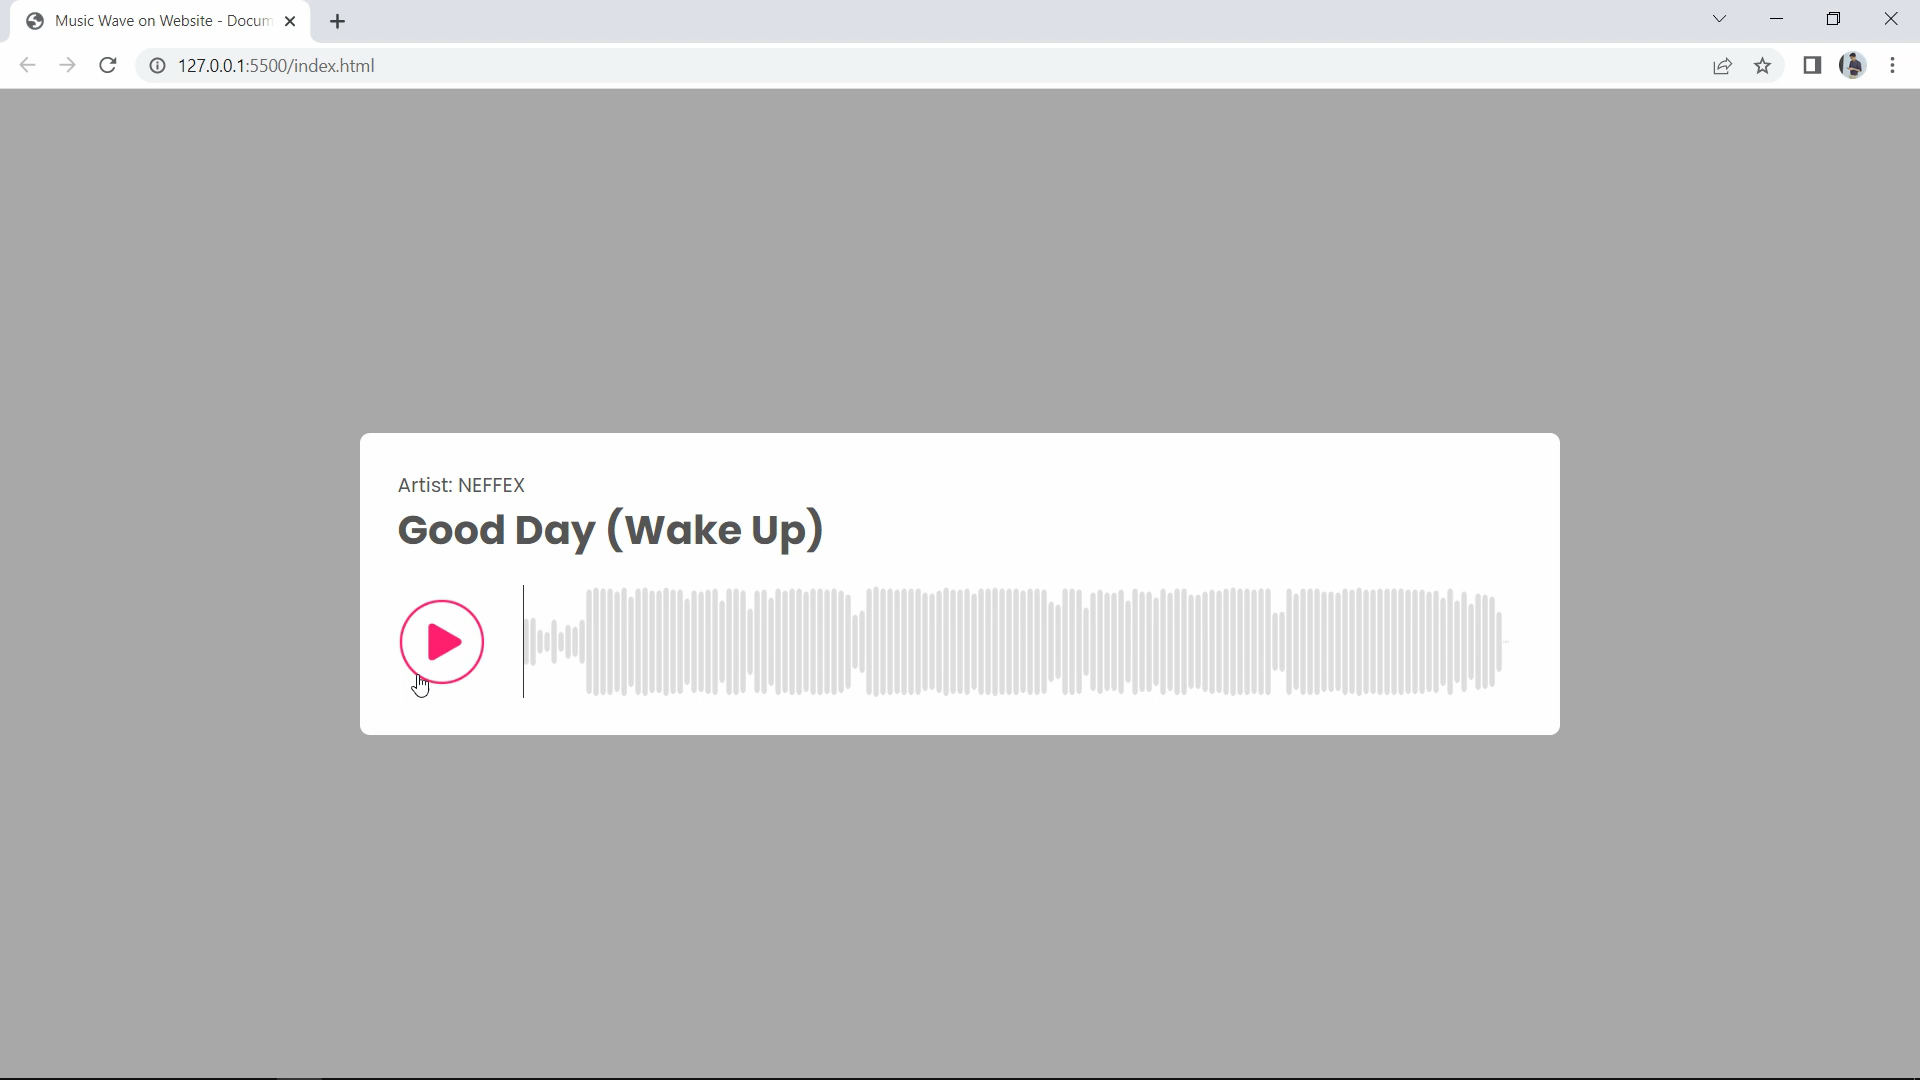 Music Wave on Website - Docum
127.0.0.1:5500/index.html
Artist: NEFFEX
Good Day (Wake Up)